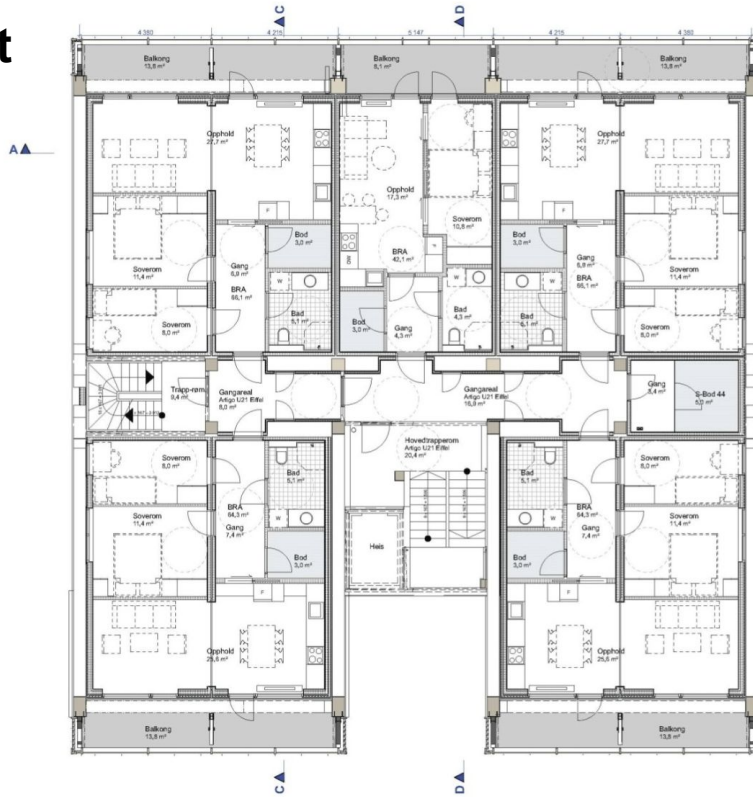 t
C
D
4 380
4 215
5 147
4 215
4 380
Balkong
13,8 m²
Balkong
8,1 m²
Balkong
13,8 m²
A
Opphold
27,7 m²
Opphold
17,3 m²
Opphold
27,7 m²
Soverom
10,8 m²
Bod
3,0 m²
BRA
42,1 m²
Bod
3,0 m²
Soverom
11,4 m²
Gang
6,9 m²
BRA
66,1 m²
Gang
6,8 m²
BRA
66,1 m²
Soverom
11,4 m²
W
W
W
Bad
5,1 m²
Bod
3,0 m²
Gang
4,3 m²
Bad
4,3 m²
Bad
5,1 m²
Soverom
8,0 m²
Soverom
8,0 m²
Trapp-rom
9,4 m²
Gangareal
Artigo U21 Eiffel
8,0 m²
Gangareal
Artigo U21 Eiffel
16,8 m²
Gang
S-Bod 44
Hovedtrapperom
Artigo U21 Eiffel
20,4 m²
Soverom
8,0 m²
Bad
5,1 m²
Bad
5,1 m²
Soverom
8,0 m²
Soverom
11,4 m²
BRA
64,3 m²
Gang
7,4 m²
W
W
BRA
64,3 m²
Gang
7,4 m²
Soverom
11,4 m²
Heis
Bod
3,0 m²
Bod
3,0 m²
F
F
Opphold
25,6 m²
Opphold
25,6 m²
Balkong
13,8 m²
Balkong
13,8 m²
C
D